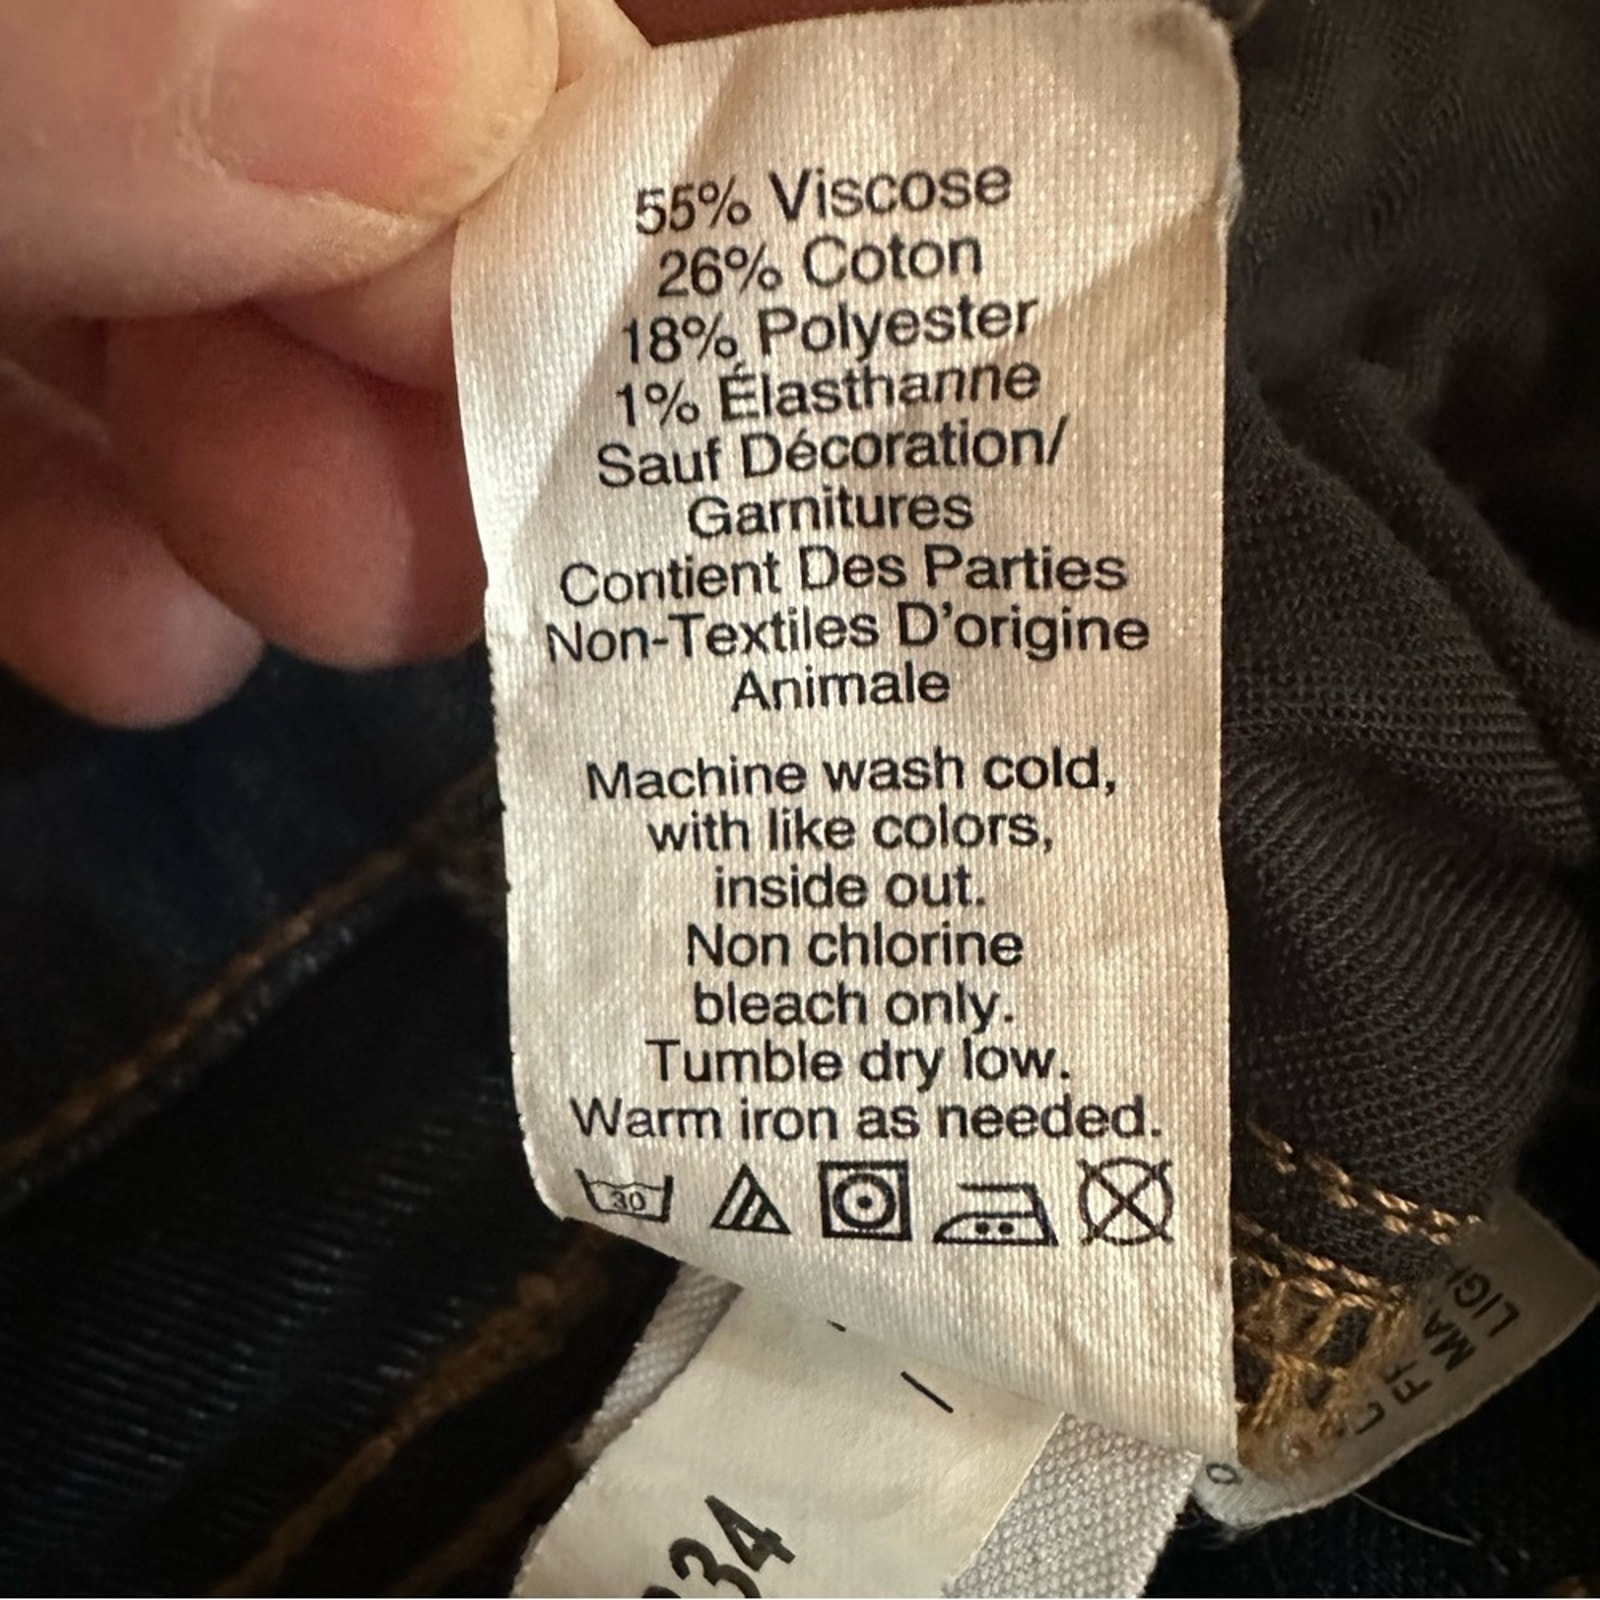 55% Viscose
26% Coton
18% Polyester
1% Élasthanne
Sauf Décoration/
Garnitures
Contient Des Parties
Non-Textiles D'origine
Animale
Machine wash cold,
with like colors,
inside out.
Non chlorine
bleach only.
Tumble dry low.
Warm iron as needed.
30
34